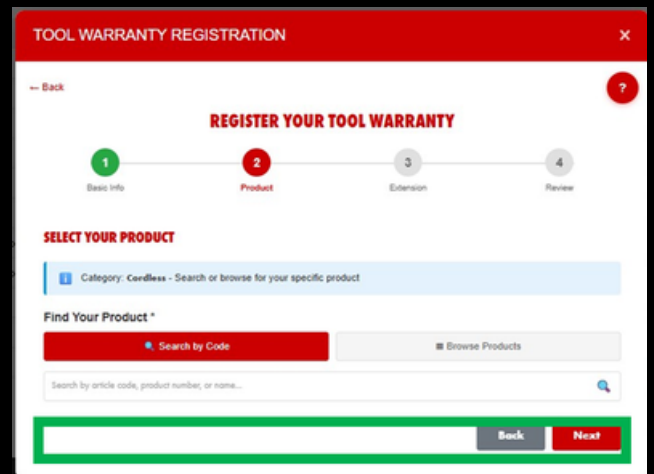 TOOL WARRANTY REGISTRATION ×
← Back ?
REGISTER YOUR TOOL WARRANTY
1 2 3 4
Basic Info Product Extension Review
SELECT YOUR PRODUCT
Category: Cordless - Search or browse for your specific product
Find Your Product *
Search by Code Browse Products
Search by article code, product number, or name...
Back Next